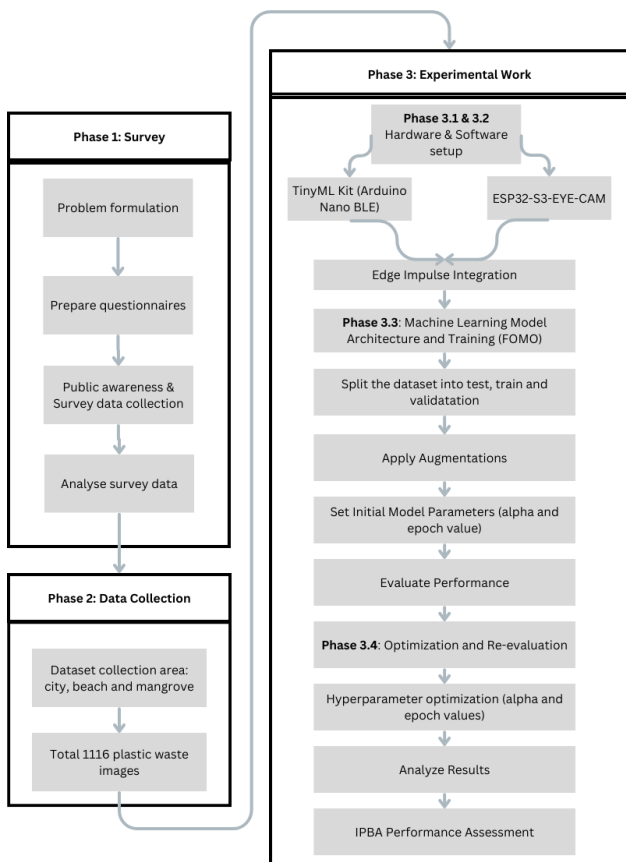 Phase 1: Survey
Problem formulation
Prepare questionnaires
Public awareness &
Survey data collection
Analyse survey data
Phase 2: Data Collection
Dataset collection area:
city, beach and mangrove
Total 1116 plastic waste
images
Phase 3: Experimental Work
Phase 3.1 & 3.2
Hardware & Software
setup
TinyML Kit (Arduino
Nano BLE)
ESP32-S3-EYE-CAM
Edge Impulse Integration
Phase 3.3: Machine Learning Model
Architecture and Training (FOMO)
Split the dataset into test, train and
validatation
Apply Augmentations
Set Initial Model Parameters (alpha and
epoch value)
Evaluate Performance
Phase 3.4: Optimization and Re-evaluation
Hyperparameter optimization (alpha and
epoch values)
Analyze Results
IPBA Performance Assessment